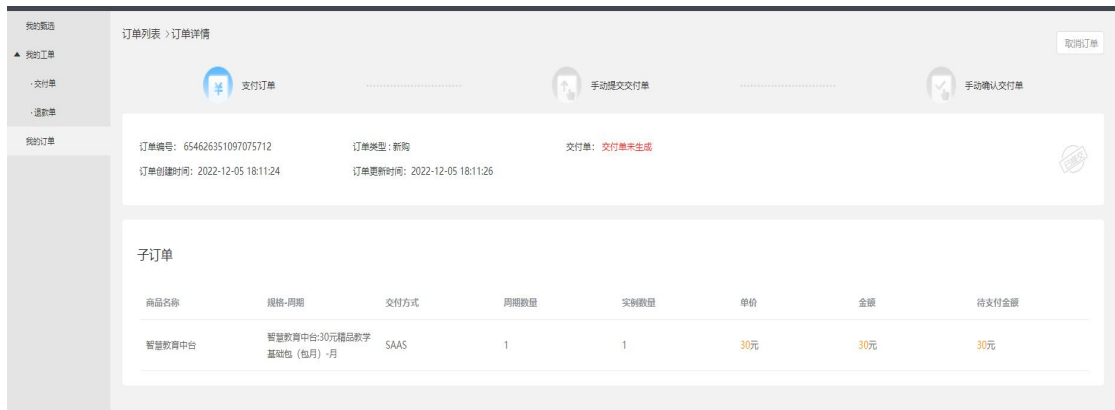 我的甄选
我的工单
·交付单
·退款单
我的订单
订单列表 >订单详情
取消订单
支付订单
手动提交交付单
手动确认交付单
订单编号: 654626351097075712
订单类型 : 新购
交付单: 交付单未生成
订单创建时间: 2022-12-05 18:11:24
订单更新时间: 2022-12-05 18:11:26
已提交
子订单
商品名称 规格-周期 交付方式 周期数量 实例数量 单价 金额 待支付金额
智慧教育中台 智慧教育中台:30元精品教学 SAAS 1 1 30元 30元 30元
基础包（包月）-月